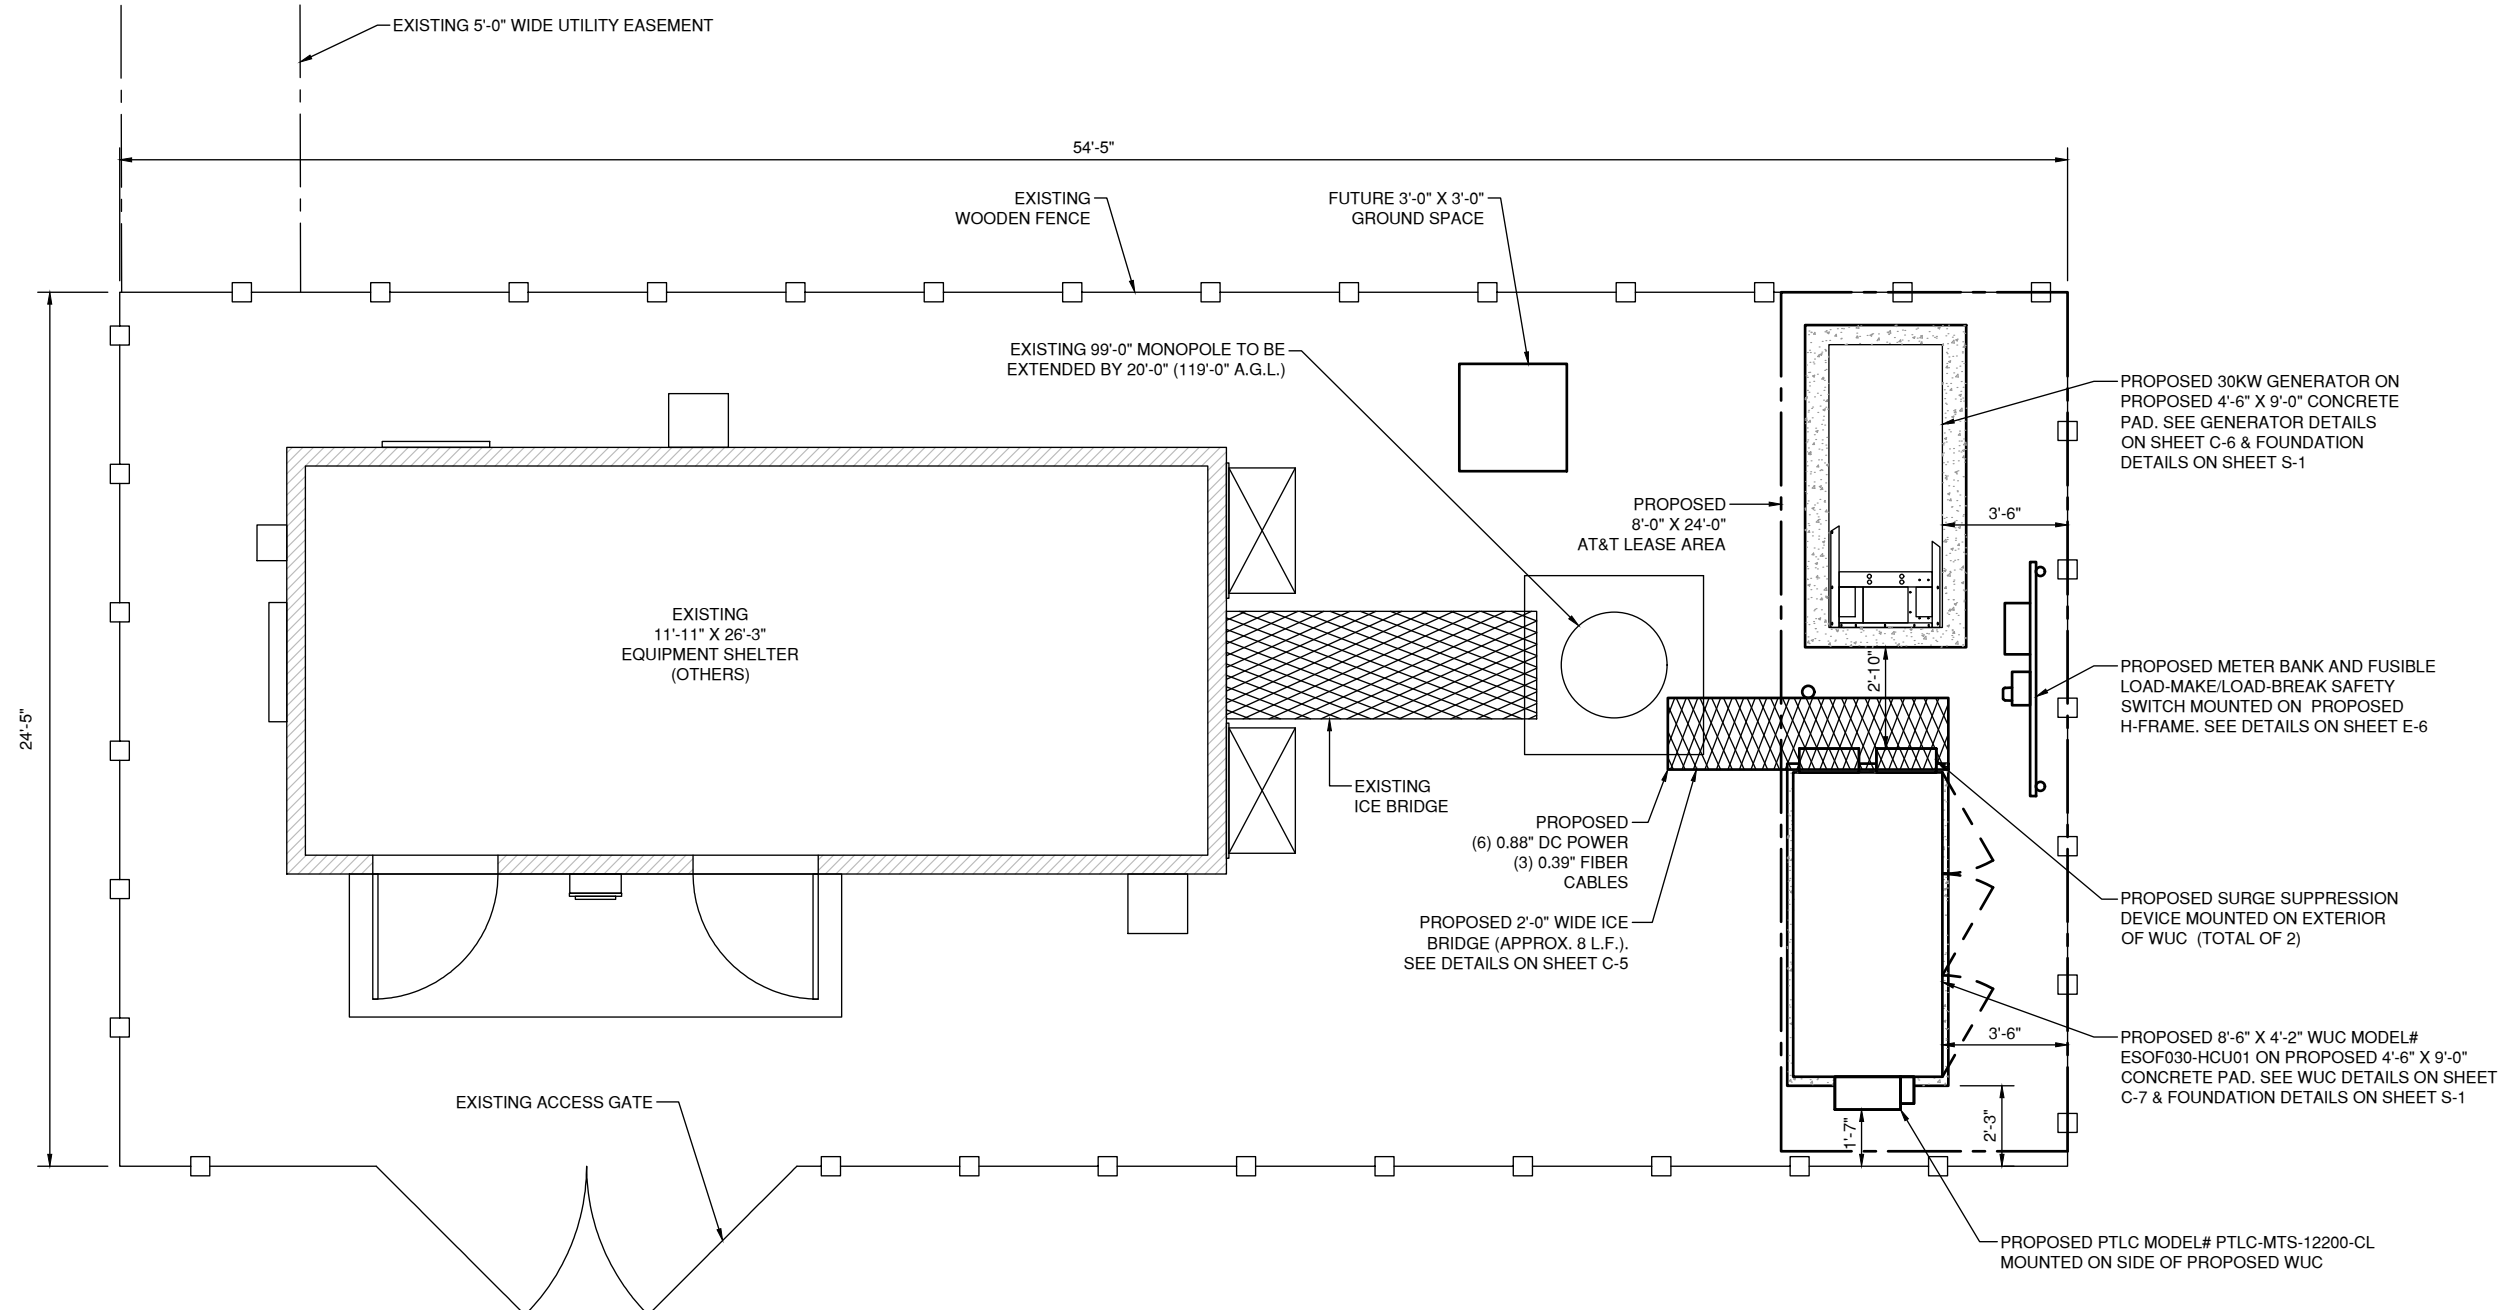 EXISTING 5'-0" WIDE UTILITY EASEMENT
54'-5"
EXISTING
WOODEN FENCE
FUTURE 3'-0" X 3'-0"
GROUND SPACE
EXISTING 99'-0" MONOPOLE TO BE
EXTENDED BY 20'-0" (119'-0" A.G.L.)
PROPOSED 30KW GENERATOR ON
PROPOSED 4'-6" X 9'-0" CONCRETE
PAD. SEE GENERATOR DETAILS
ON SHEET C-6 & FOUNDATION
DETAILS ON SHEET S-1
PROPOSED
8'-0" X 24'-0"
AT&T LEASE AREA
3'-6"
EXISTING
11'-11" X 26'-3"
EQUIPMENT SHELTER
(OTHERS)
24'-5"
2'-10"
PROPOSED METER BANK AND FUSIBLE
LOAD-MAKE/LOAD-BREAK SAFETY
SWITCH MOUNTED ON PROPOSED
H-FRAME. SEE DETAILS ON SHEET E-6
EXISTING
ICE BRIDGE
PROPOSED
(6) 0.88" DC POWER
(3) 0.39" FIBER
CABLES
PROPOSED 2'-0" WIDE ICE
BRIDGE (APPROX. 8 L.F.).
SEE DETAILS ON SHEET C-5
PROPOSED SURGE SUPPRESSION
DEVICE MOUNTED ON EXTERIOR
OF WUC (TOTAL OF 2)
3'-6"
PROPOSED 8'-6" X 4'-2" WUC MODEL#
ESOF030-HCU01 ON PROPOSED 4'-6" X 9'-0"
CONCRETE PAD. SEE WUC DETAILS ON SHEET
C-7 & FOUNDATION DETAILS ON SHEET S-1
EXISTING ACCESS GATE
1'-7"
2'-3"
PROPOSED PTLC MODEL# PTLC-MTS-12200-CL
MOUNTED ON SIDE OF PROPOSED WUC